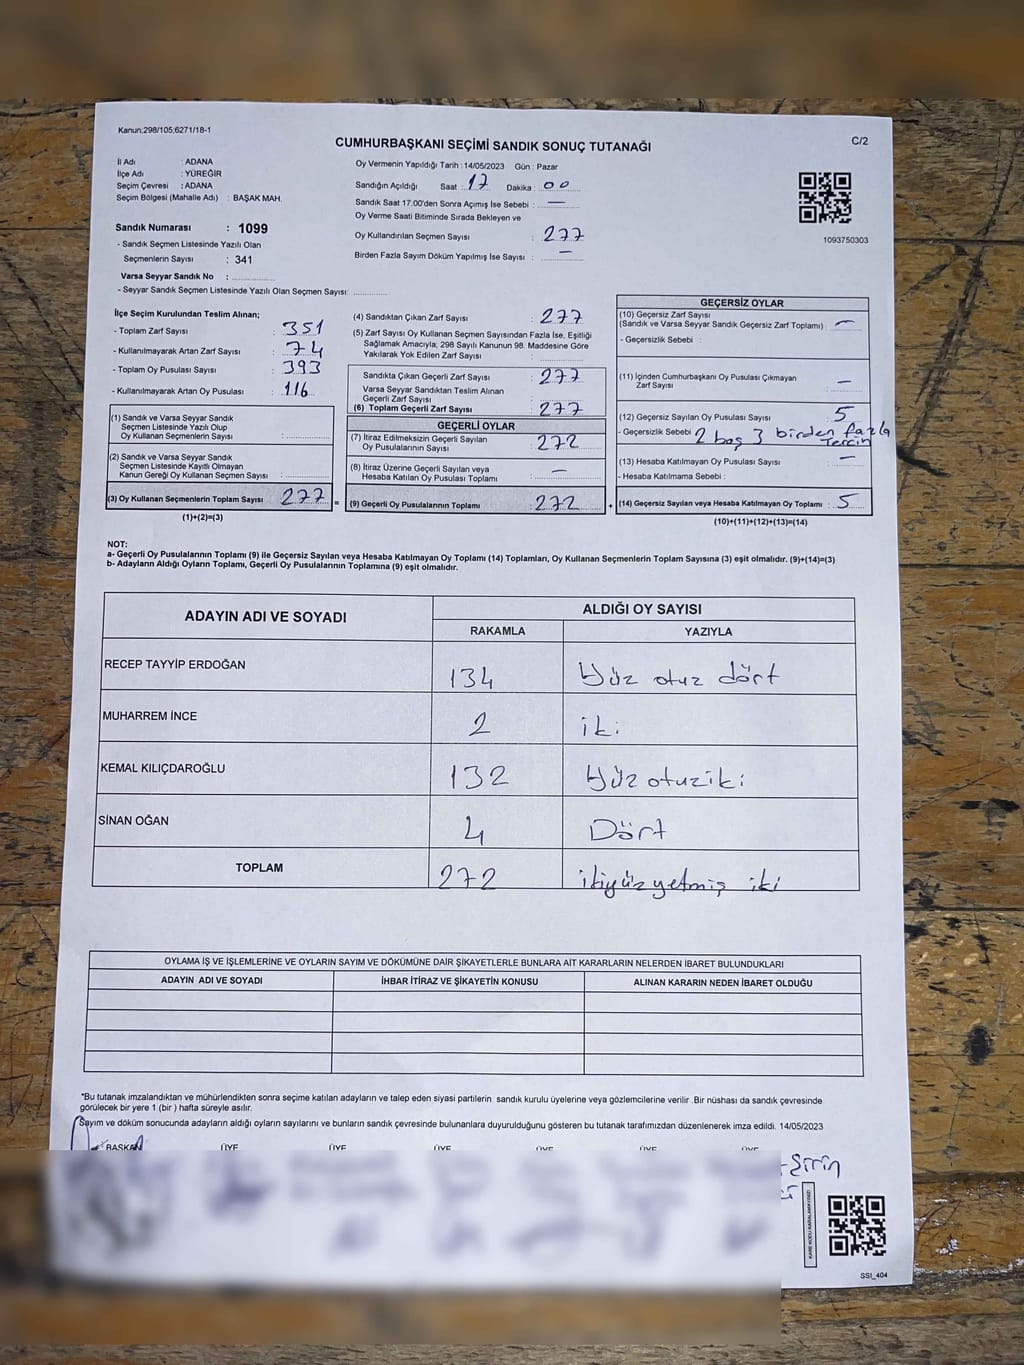 Kanun;298/105;6271/18-1
C/2
CUMHURBAŞKANI SEÇİMİ SANDIK SONUÇ TUTANAĞI
İl Adı : ADANA
İlçe Adı : YÜREĞİR
Seçim Çevresi : ADANA
Seçim Bölgesi (Mahalle Adı) : BAŞAK MAH.
Sandık Numarası : 1099
- Sandık Seçmen Listesinde Yazılı Olan
Seçmenlerin Sayısı : 341
Varsa Seyyar Sandık No :
- Seyyar Sandık Seçmen Listesinde Yazılı Olan Seçmen Sayısı:
Oy Vermenin Yapıldığı Tarih : 14/05/2023 Gün : Pazar
Sandığın Açıldığı Saat : 17 Dakika : 00
Sandık Saat 17.00'den Sonra Açımış İse Sebebi : —
Oy Verme Saati Bitiminde Sırada Bekleyen ve
Oy Kullandırılan Seçmen Sayısı : 277
Birden Fazla Sayım Döküm Yapılmış İse Sayısı : —
1093750303
İlçe Seçim Kurulundan Teslim Alınan;
- Toplam Zarf Sayısı : 351
- Kullanılmayarak Artan Zarf Sayısı : 74
- Toplam Oy Pusulası Sayısı : 393
- Kullanılmayarak Artan Oy Pusulası : 116
(1) Sandık ve Varsa Seyyar Sandık
Seçmen Listesinde Yazılı Olup
Oy Kullanan Seçmenlerin Sayısı :
(2) Sandık ve Varsa Seyyar Sandık
Seçmen Listesinde Kayıtlı Olmayan
Kanun Gereği Oy Kullanan Seçmen Sayısı :
(3) Oy Kullanan Seçmenlerin Toplam Sayısı : 277 =
(1)+(2)=(3)
(4) Sandıktan Çıkan Zarf Sayısı : 277
(5) Zarf Sayısı Oy Kullanan Seçmen Sayısından Fazla İse, Eşitliği
Sağlamak Amacıyla, 298 Sayılı Kanunun 98. Maddesine Göre
Yakılarak Yok Edilen Zarf Sayısı :
Sandıkta Çıkan Geçerli Zarf Sayısı : 277
Varsa Seyyar Sandıktan Teslim Alınan
Geçerli Zarf Sayısı :
(6) Toplam Geçerli Zarf Sayısı : 277
GEÇERLİ OYLAR
(7) İtiraz Edilmeksizin Geçerli Sayılan
Oy Pusulalarının Sayısı : 272
(8) İtiraz Üzerine Geçerli Sayılan veya
Hesaba Katılan Oy Pusulası Toplamı : —
(9) Geçerli Oy Pusulalarının Toplamı : 272 +
GEÇERSİZ OYLAR
(10) Geçersiz Zarf Sayısı
(Sandık ve Varsa Seyyar Sandık Geçersiz Zarf Toplamı) : —
- Geçersizlik Sebebi :
(11) İçinden Cumhurbaşkanı Oy Pusulası Çıkmayan
Zarf Sayısı : —
(12) Geçersiz Sayılan Oy Pusulası Sayısı : 5
- Geçersizlik Sebebi : 2 boş 3 birden fazla
Tercih
(13) Hesaba Katılmayan Oy Pusulası Sayısı : —
- Hesaba Katılmama Sebebi :
(14) Geçersiz Sayılan veya Hesaba Katılmayan Oy Toplamı : 5
(10)+(11)+(12)+(13)=(14)
NOT:
a- Geçerli Oy Pusulalarının Toplamı (9) ile Geçersiz Sayılan veya Hesaba Katılmayan Oy Toplamı (14) Toplamları, Oy Kullanan Seçmenlerin Toplam Sayısına (3) eşit olmalıdır. (9)+(14)=(3)
b- Adayların Aldığı Oyların Toplamı, Geçerli Oy Pusulalarının Toplamına (9) eşit olmalıdır.
ADAYIN ADI VE SOYADI ALDIĞI OY SAYISI
RAKAMLA YAZIYLA
RECEP TAYYİP ERDOĞAN 134 Yüz otuz dört
MUHARREM İNCE 2 iki
KEMAL KILIÇDAROĞLU 132 Yüz otuziki
SİNAN OĞAN 4 Dört
TOPLAM 272 ikiyüz yetmiş iki
OYLAMA İŞ VE İŞLEMLERİNE VE OYLARIN SAYIM VE DÖKÜMÜNE DAİR ŞİKAYETLERLE BUNLARA AİT KARARLARIN NELERDEN İBARET BULUNDUKLARI
ADAYIN ADI VE SOYADI İHBAR İTİRAZ VE ŞİKAYETİN KONUSU ALINAN KARARIN NEDEN İBARET OLDUĞU
*Bu tutanak imzalandıktan ve mühürlendikten sonra seçime katılan adayların ve talep eden siyasi partilerin sandık kurulu üyelerine veya gözlemcilerine verilir .Bir nüshası da sandık çevresinde
görülecek bir yere 1 (bir ) hafta süreyle asılır.
Sayım ve döküm sonucunda adayların aldığı oyların sayılarını ve bunların sandık çevresinde bulunanlara duyurulduğunu gösteren bu tutanak tarafımızdan düzenlenerek imza edildi. 14/05/2023
BAŞKAN ÜYE ÜYE ÜYE ÜYE ÜYE ÜYE
KARE KODU KARALAMAYINIZ!
SSI_404